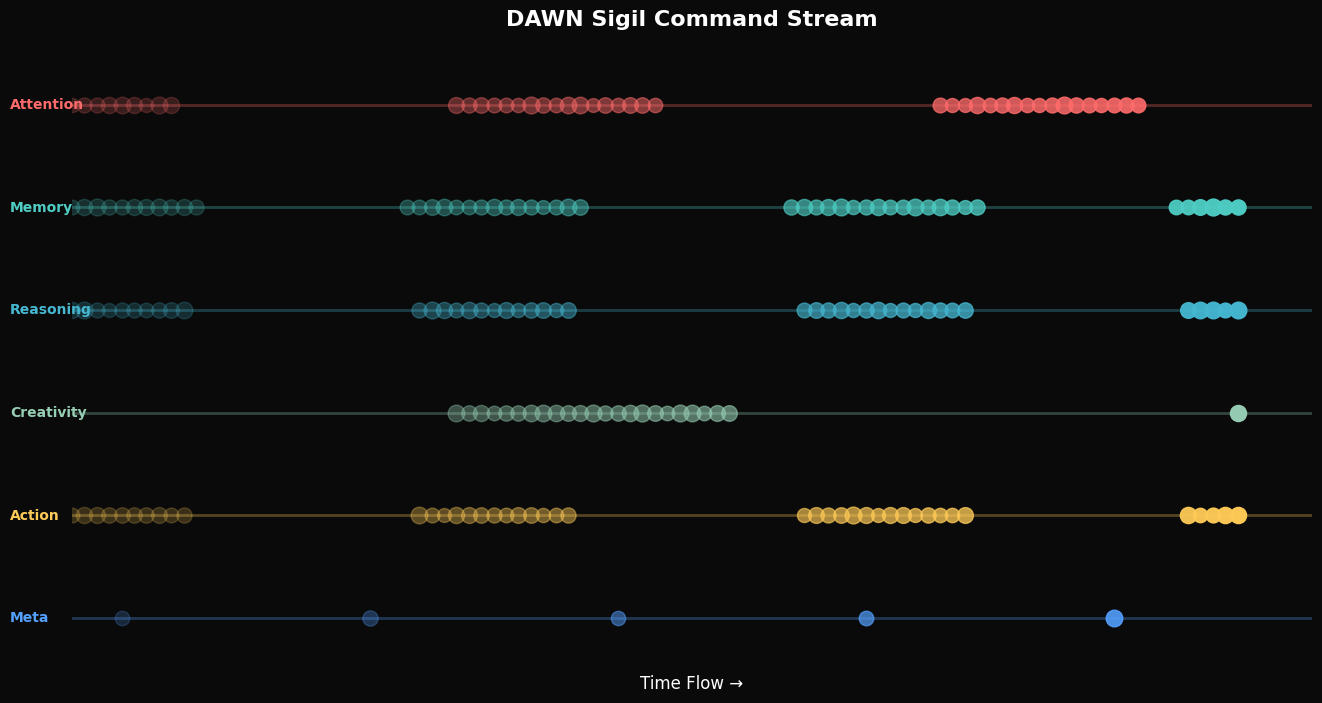 DAWN Sigil Command Stream
Attention
Memory
Reasoning
Creativity
Action
Meta
Time Flow →